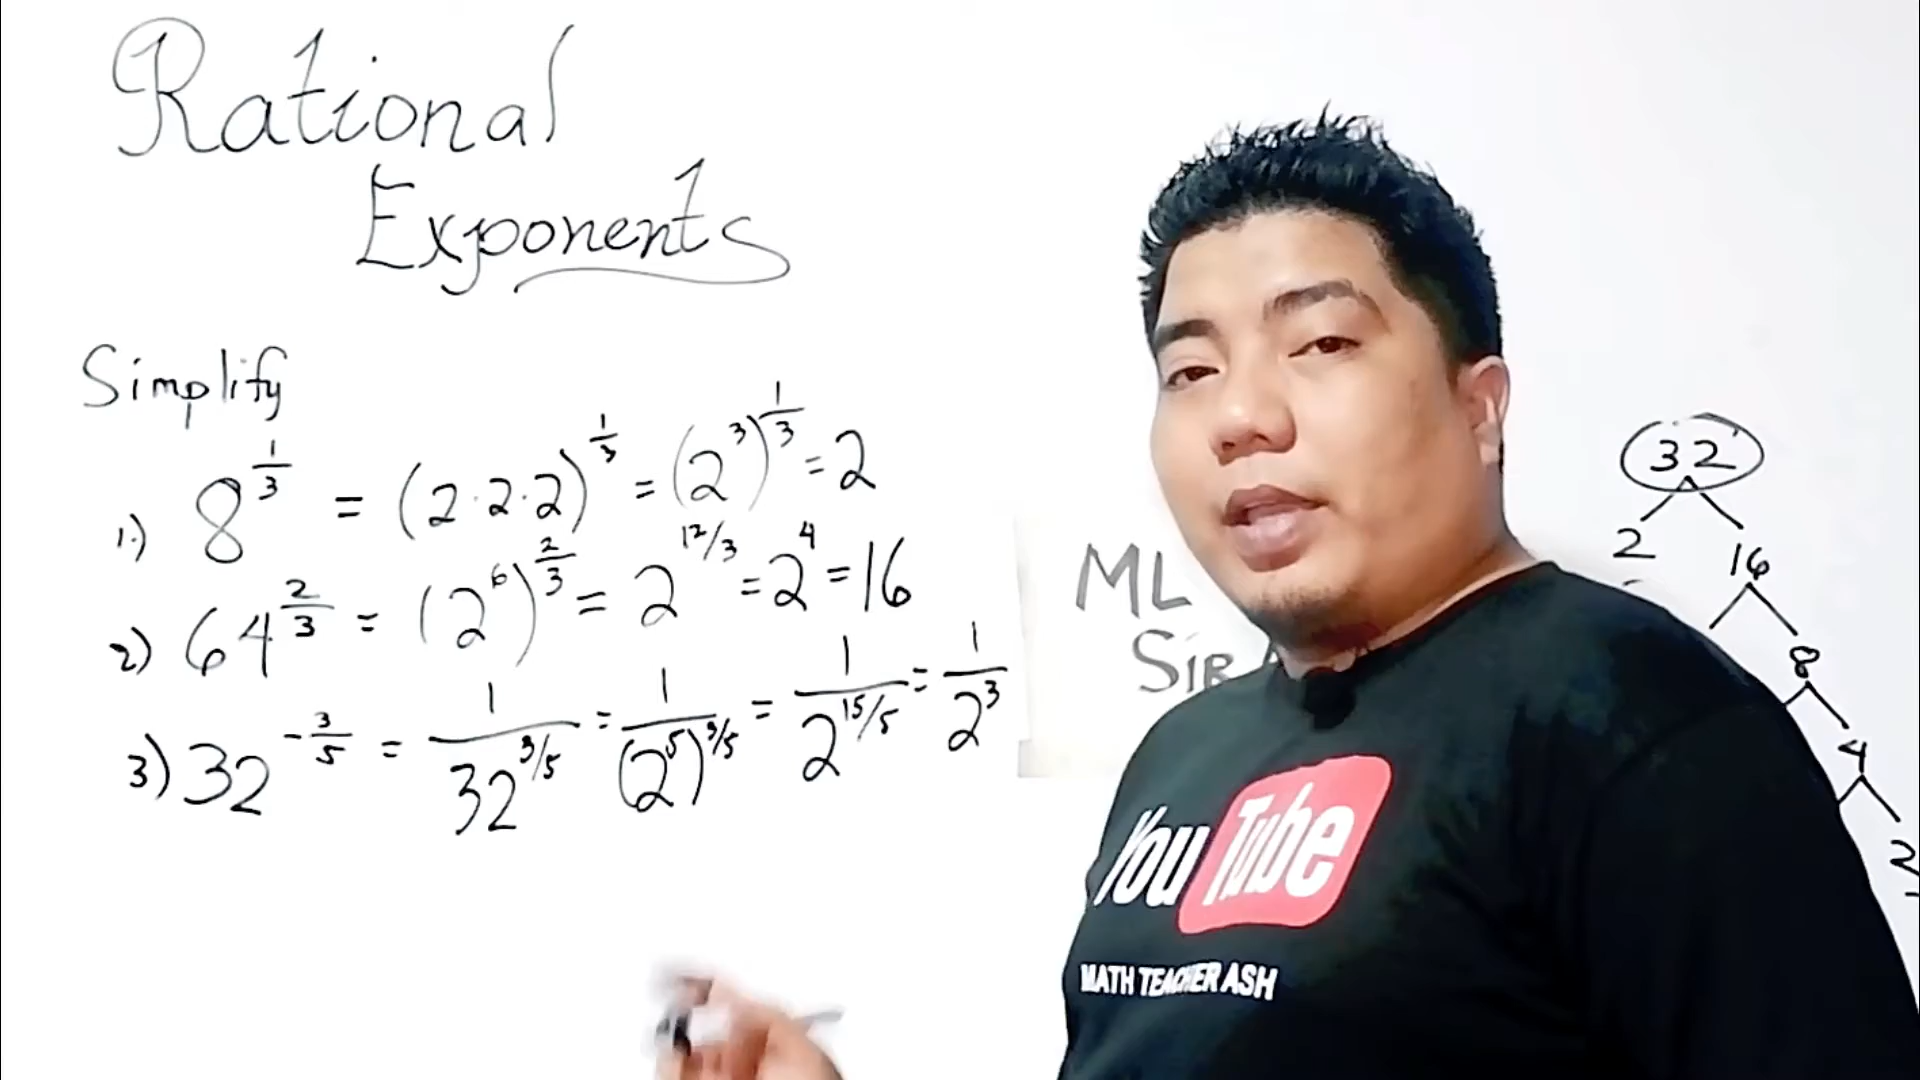 Rational
Exponents
Simplify
1.) 8^(1/3) = (2·2·2)^(1/3) = (2^3)^(1/3) = 2
2) 64^(2/3) = (2^6)^(2/3) = 2^(12/3) = 2^4 = 16
3) 32^(-3/5) = 1/32^(3/5) = 1/(2^5)^(3/5) = 1/2^(15/5) = 1/2^3
32
2 16
8
4
2
ML
SIR
YouTube
MATH TEACHER ASH